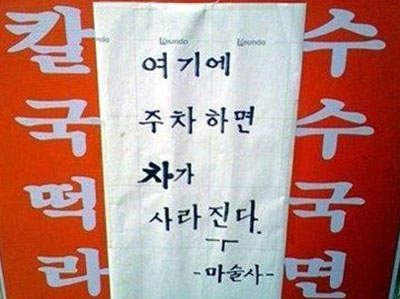 칼국떡라
여기에
주차하면
차가
사라진다.
-마술사-
수수국면